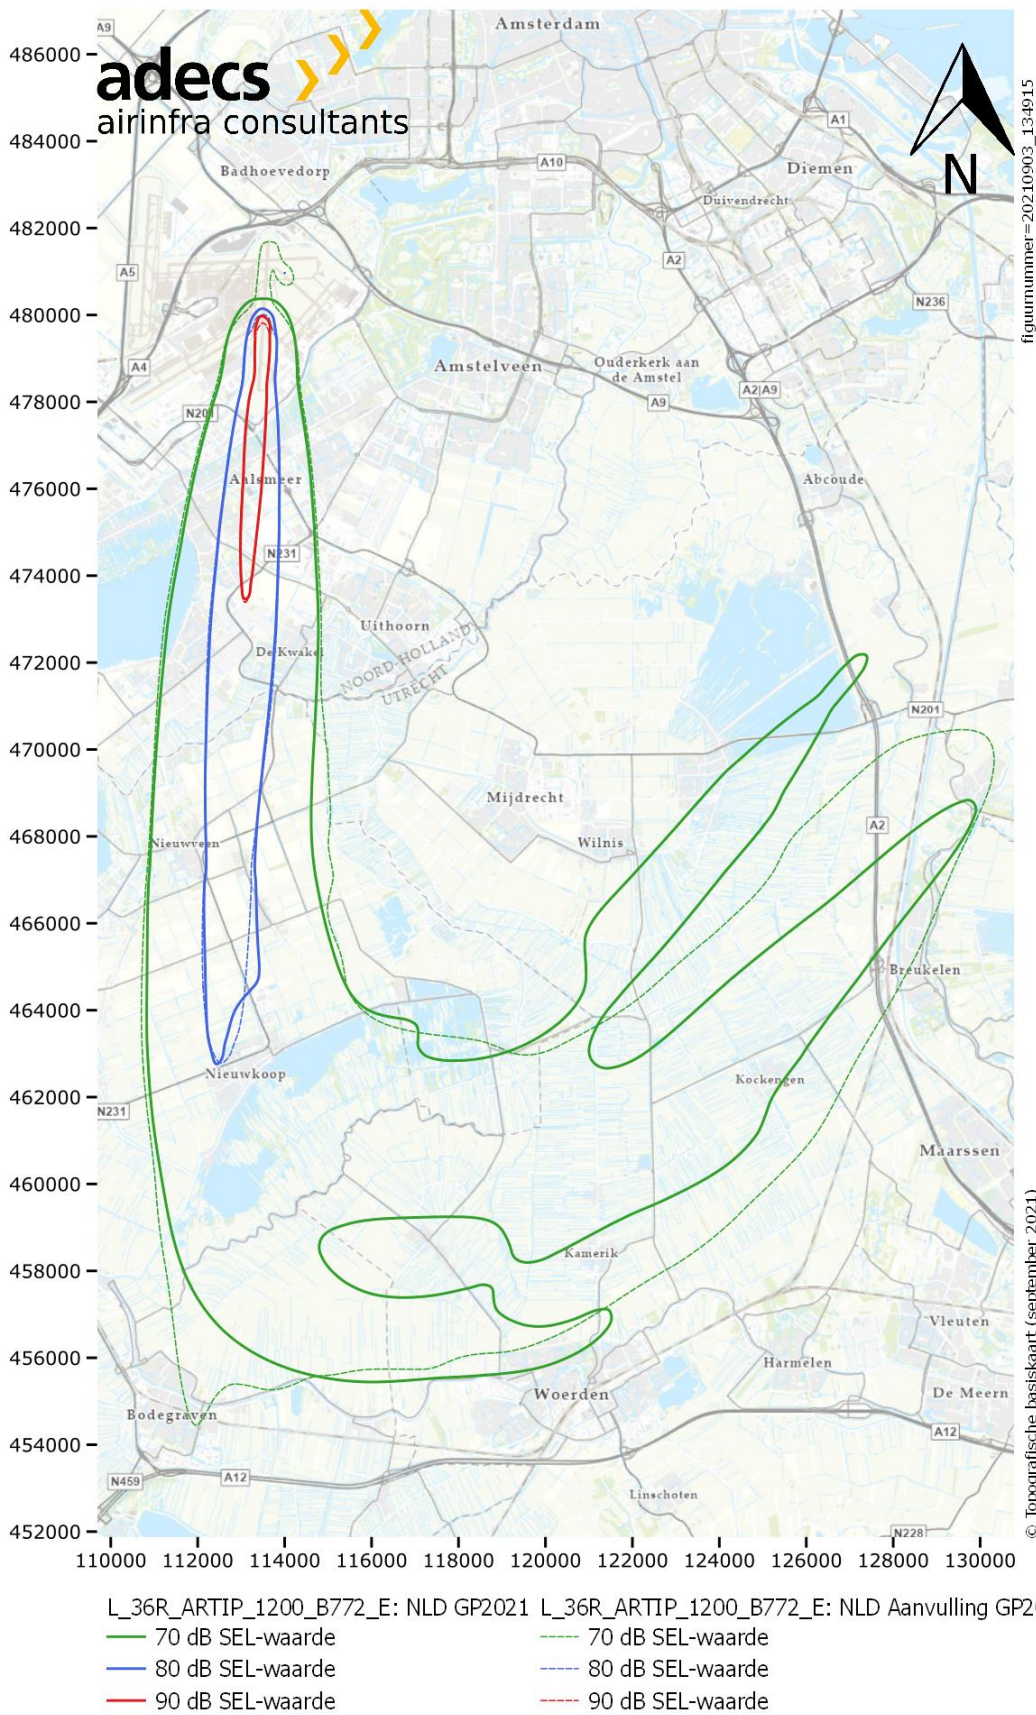 Amsterdam
A9
486000
adecs
airinfra consultants
A1
484000
Badhoevedorp
A10
Diemen
N
Duivendrecht
482000
A5
A2
N236
480000
A4
Amstelveen
Ouderkerk aan
de Amstel
A2|A9
478000
N201
A9
476000
Aalsmeer
Abcoude
N231
474000
Uithoorn
De Kwakel
NOORD-HOLLAND
UTRECHT
472000
N201
470000
Mijdrecht
A2
468000
Nieuwveen
Wilnis
466000
Breukelen
464000
Nieuwkoop
Kockengen
462000
N231
Maarssen
460000
Kamerik
458000
Vleuten
456000
Harmelen
Woerden
De Meern
Bodegraven
454000
A12
N459
A12
Linschoten
452000
N228
110000 112000 114000 116000 118000 120000 122000 124000 126000 128000 130000
figuurnummer=20210903_134915
© Topografische basiskaart (september 2021)
L_36R_ARTIP_1200_B772_E: NLD GP2021
70 dB SEL-waarde
80 dB SEL-waarde
90 dB SEL-waarde
L_36R_ARTIP_1200_B772_E: NLD Aanvulling GP2
70 dB SEL-waarde
80 dB SEL-waarde
90 dB SEL-waarde